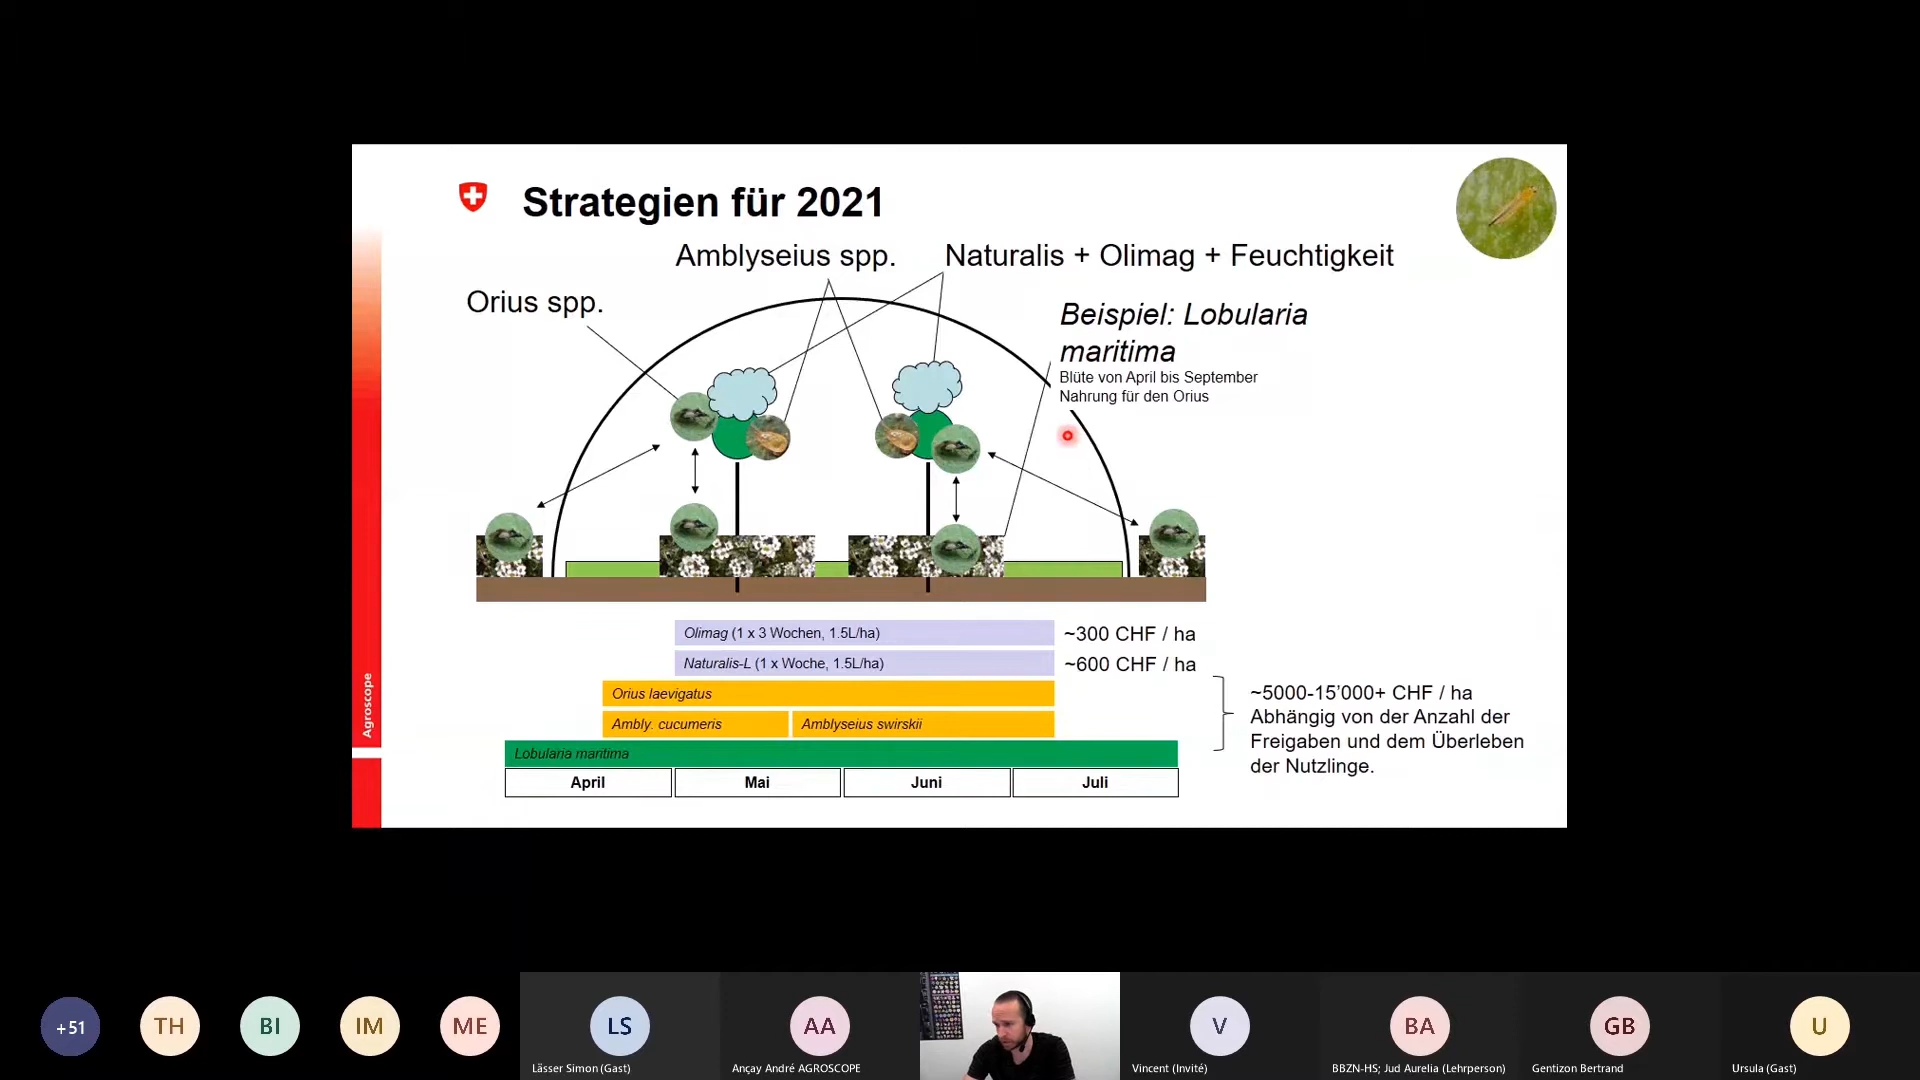 Strategien für 2021
Amblyseius spp.
Naturalis + Olimag + Feuchtigkeit
Orius spp.
Beispiel: Lobularia
maritima
Blüte von April bis September
Nahrung für den Orius
Olimag (1 x 3 Wochen, 1.5L/ha)
~300 CHF / ha
Naturalis-L (1 x Woche, 1.5L/ha)
~600 CHF / ha
Orius laevigatus
Ambly. cucumeris
Amblyseius swirskii
~5000-15'000+ CHF / ha
Abhängig von der Anzahl der
Freigaben und dem Überleben
der Nutzlinge.
Lobularia maritima
April
Mai
Juni
Juli
Agroscope
+51
TH
BI
IM
ME
LS
AA
V
BA
GB
U
Lässer Simon (Gast)
Ançay André AGROSCOPE
Vincent (Invité)
BBZN-HS; Jud Aurelia (Lehrperson)
Gentizon Bertrand
Ursula (Gast)